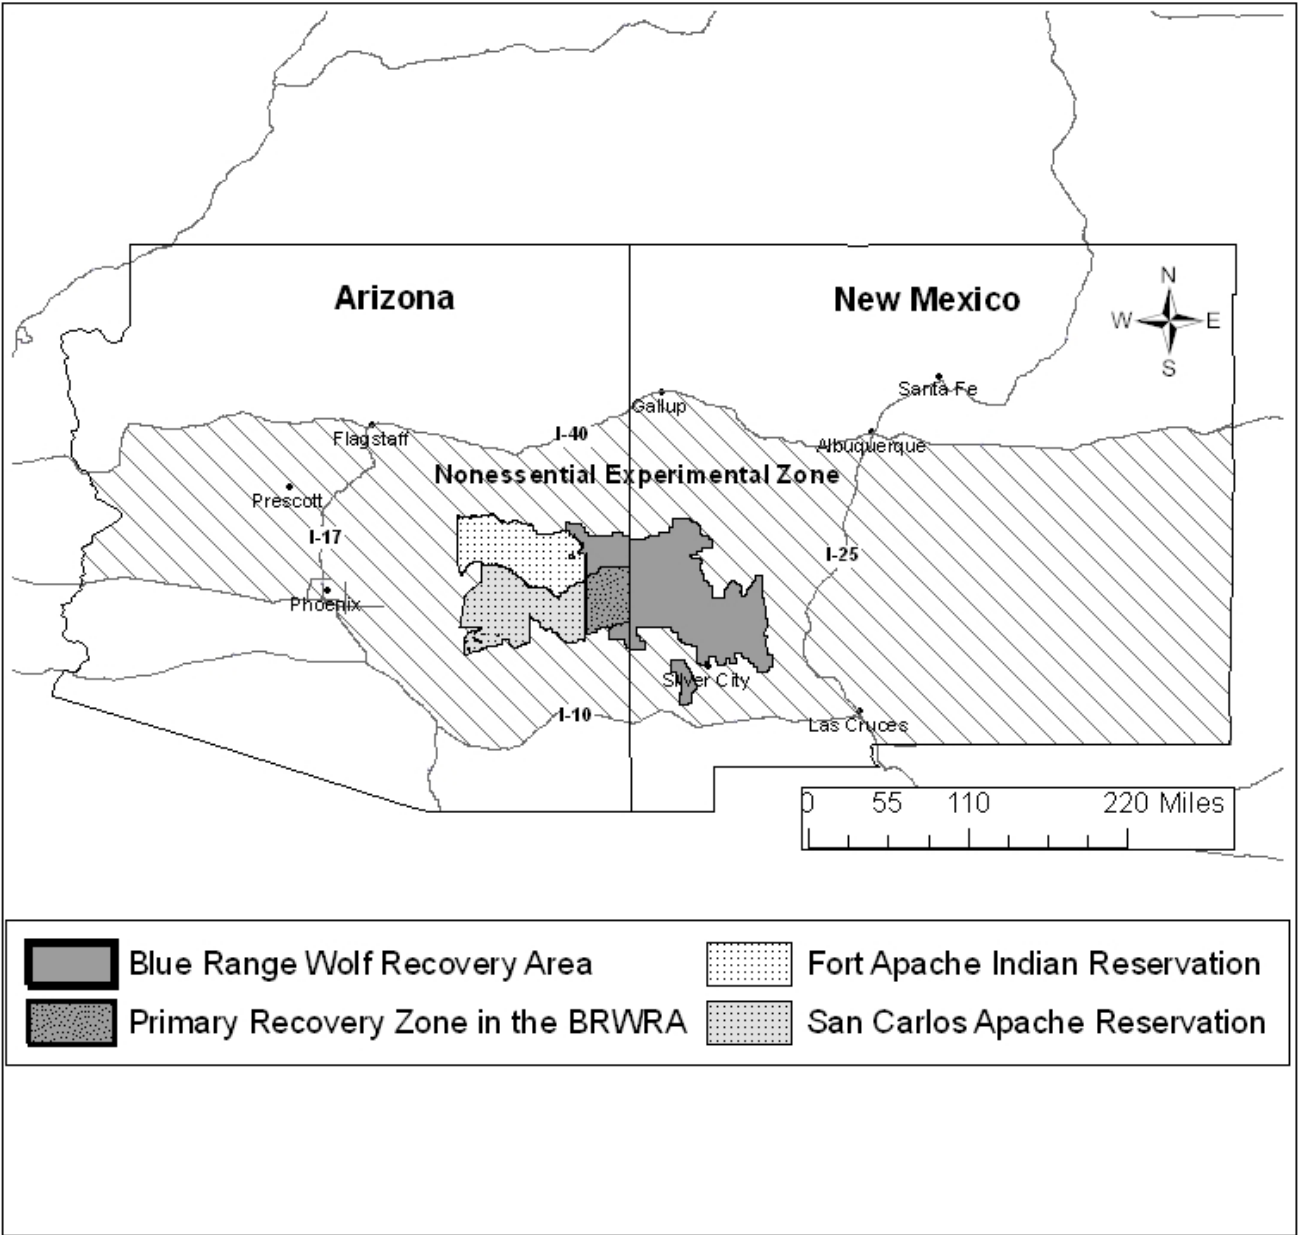 Arizona
New Mexico
N
W E
S
Santa Fe
Gallup
I-40
Flagstaff
Albuquerque
Nonessential Experimental Zone
Prescott
I-17
I-25
Phoenix
Silver City
I-10
Las Cruces
0 55 110 220 Miles
Blue Range Wolf Recovery Area
Fort Apache Indian Reservation
Primary Recovery Zone in the BRWRA
San Carlos Apache Reservation